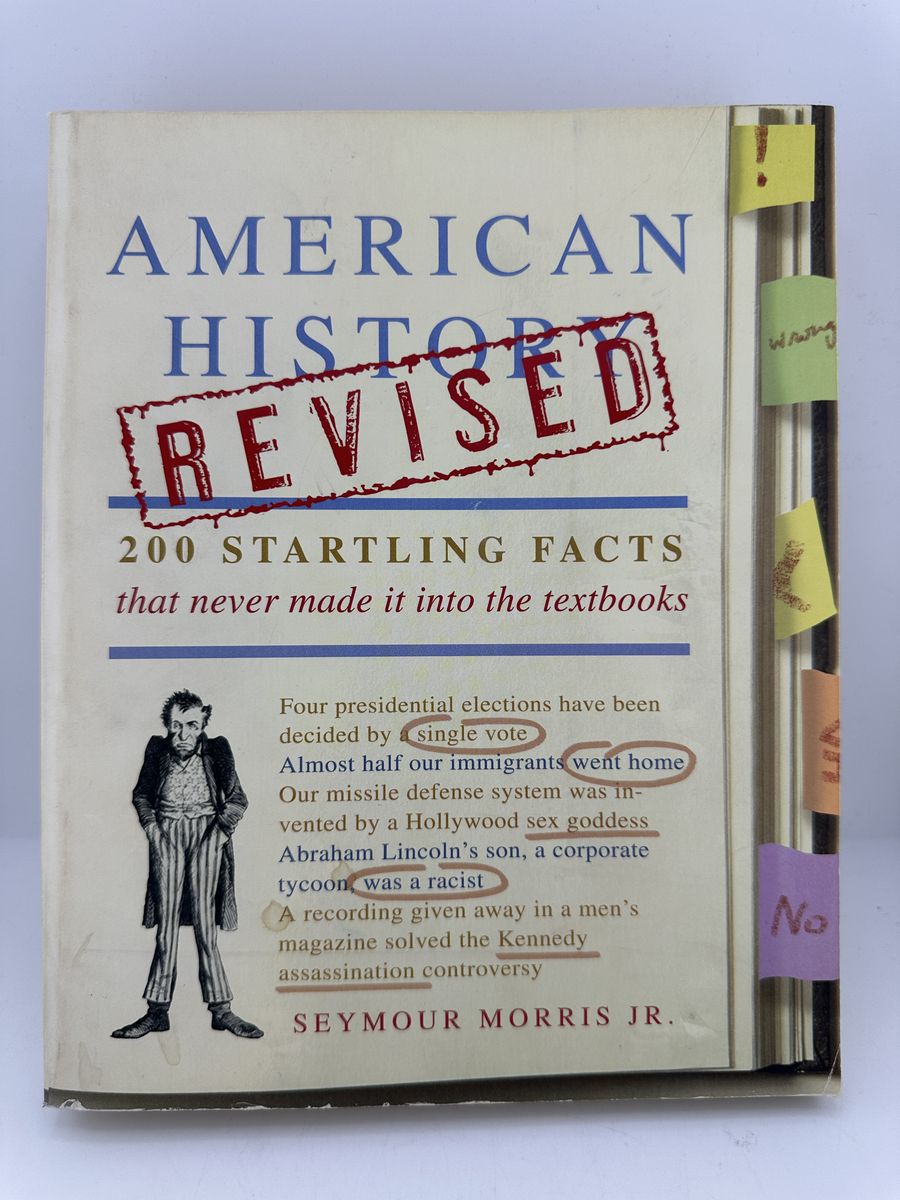 AMERICAN
HISTORY
REVISED
200 STARTLING FACTS
that never made it into the textbooks
Four presidential elections have been
decided by a single vote
Almost half our immigrants went home
Our missile defense system was in-
vented by a Hollywood sex goddess
Abraham Lincoln's son, a corporate
tycoon, was a racist
A recording given away in a men's
magazine solved the Kennedy
assassination controversy
SEYMOUR MORRIS JR.
!
wrong
No